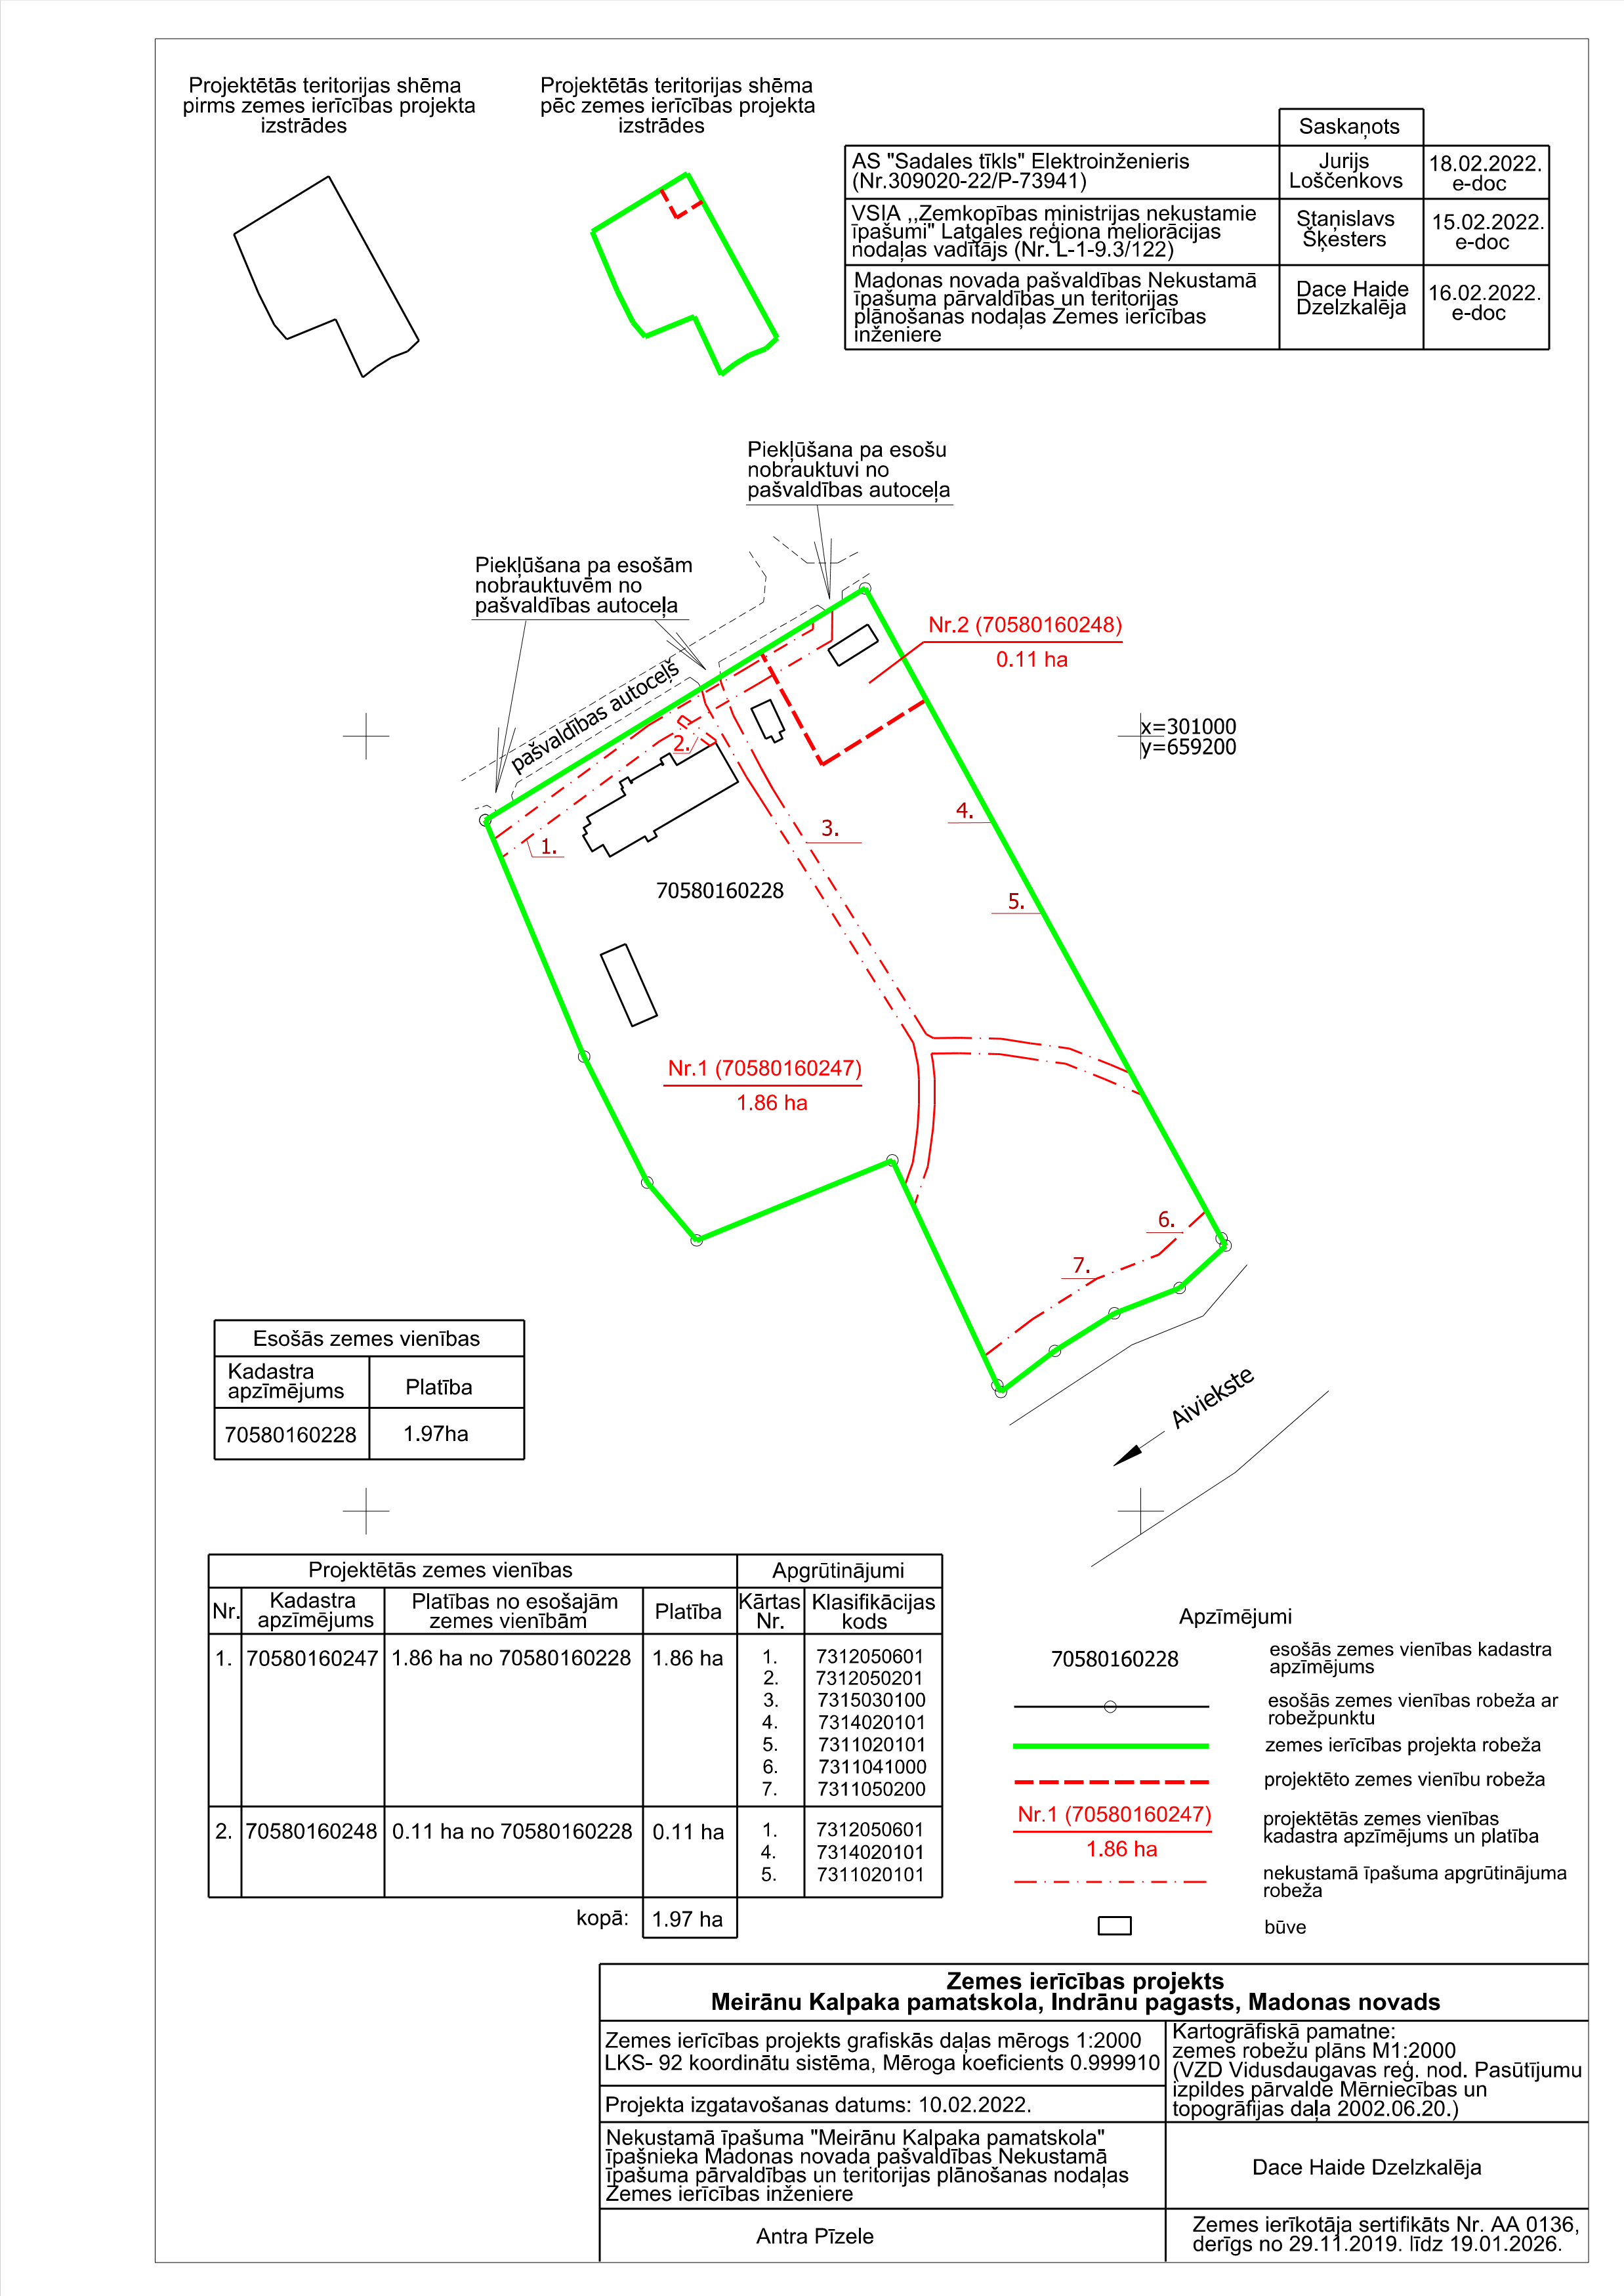 Projektētās teritorijas shēma
pirms zemes ierīcības projekta
izstrādes
Projektētās teritorijas shēma
pēc zemes ierīcības projekta
izstrādes
Saskaņots
AS "Sadales tīkls" Elektroinženieris
(Nr.309020-22/P-73941)
Jurijs
Loščenkovs
18.02.2022.
e-doc
VSIA ,,Zemkopības ministrijas nekustamie
īpašumi" Latgales reģiona meliorācijas
nodaļas vadītājs (Nr. L-1-9.3/122)
Staņislavs
Šķesters
15.02.2022.
e-doc
Madonas novada pašvaldības Nekustamā
īpašuma pārvaldības un teritorijas
plānošanas nodaļas Zemes ierīcības
inženiere
Dace Haide
Dzelzkalēja
16.02.2022.
e-doc
Piekļūšana pa esošu
nobrauktuvi no
pašvaldības autoceļa
Piekļūšana pa esošām
nobrauktuvēm no
pašvaldības autoceļa
pašvaldības autoceļš
Nr.2 (70580160248)
0.11 ha
x=301000
y=659200
2.
1.
3.
4.
5.
70580160228
Nr.1 (70580160247)
1.86 ha
6.
7.
Aiviekste
Esošās zemes vienības
Kadastra
apzīmējums
Platība
70580160228
1.97ha
Projektētās zemes vienības
Apgrūtinājumi
Nr.
Kadastra
apzīmējums
Platības no esošajām
zemes vienībām
Platība
Kārtas
Nr.
Klasifikācijas
kods
1. 70580160247 1.86 ha no 70580160228 1.86 ha
1. 7312050601
2. 7312050201
3. 7315030100
4. 7314020101
5. 7311020101
6. 7311041000
7. 7311050200
2. 70580160248 0.11 ha no 70580160228 0.11 ha
1. 7312050601
4. 7314020101
5. 7311020101
kopā: 1.97 ha
Apzīmējumi
70580160228
esošās zemes vienības kadastra
apzīmējums
esošās zemes vienības robeža ar
robežpunktu
zemes ierīcības projekta robeža
projektēto zemes vienību robeža
Nr.1 (70580160247)
1.86 ha
projektētās zemes vienības
kadastra apzīmējums un platība
nekustamā īpašuma apgrūtinājuma
robeža
būve
Zemes ierīcības projekts
Meirānu Kalpaka pamatskola, Indrānu pagasts, Madonas novads
Zemes ierīcības projekts grafiskās daļas mērogs 1:2000
LKS- 92 koordinātu sistēma, Mēroga koeficients 0.999910
Projekta izgatavošanas datums: 10.02.2022.
Kartogrāfiskā pamatne:
zemes robežu plāns M1:2000
(VZD Vidusdaugavas reģ. nod. Pasūtījumu
izpildes pārvalde Mērniecības un
topogrāfijas daļa 2002.06.20.)
Nekustamā īpašuma "Meirānu Kalpaka pamatskola"
īpašnieka Madonas novada pašvaldības Nekustamā
īpašuma pārvaldības un teritorijas plānošanas nodaļas
Zemes ierīcības inženiere
Dace Haide Dzelzkalēja
Antra Pīzele
Zemes ierīkotāja sertifikāts Nr. AA 0136,
derīgs no 29.11.2019. līdz 19.01.2026.